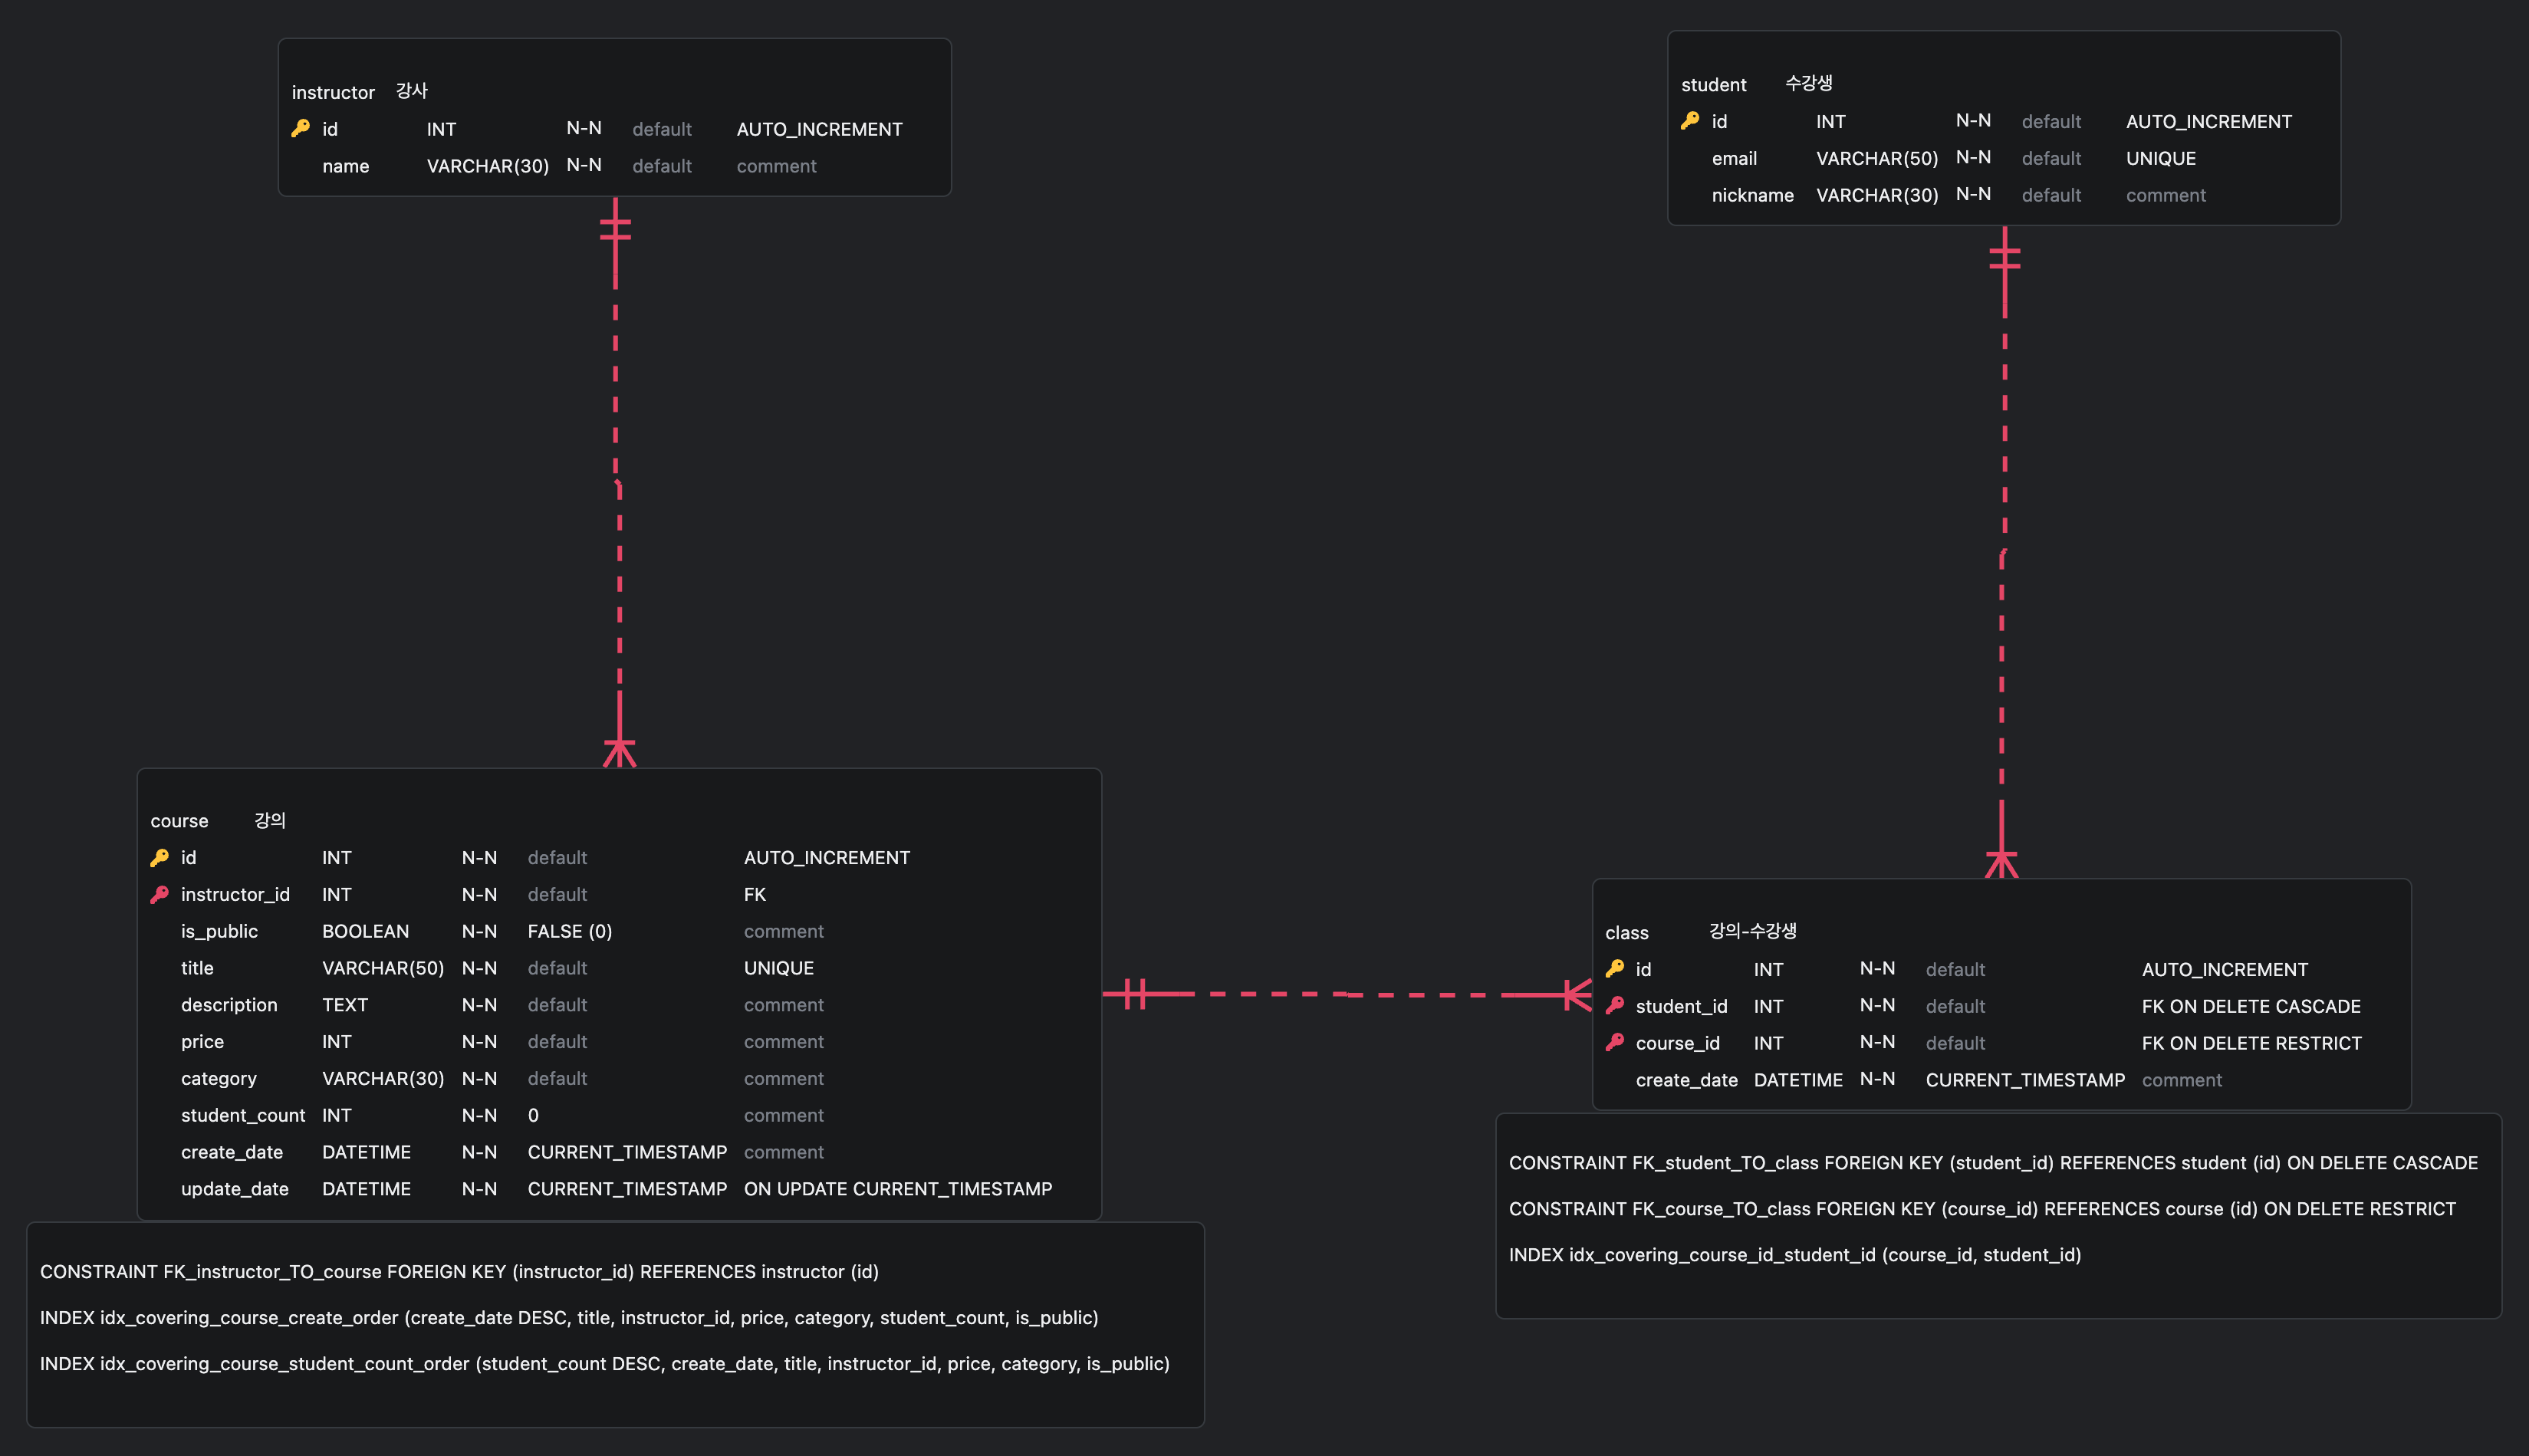 instructor 강사
id INT N-N default AUTO_INCREMENT
name VARCHAR(30) N-N default comment
student 수강생
id INT N-N default AUTO_INCREMENT
email VARCHAR(50) N-N default UNIQUE
nickname VARCHAR(30) N-N default comment
course 강의
id INT N-N default AUTO_INCREMENT
instructor_id INT N-N default FK
is_public BOOLEAN N-N FALSE (0) comment
title VARCHAR(50) N-N default UNIQUE
description TEXT N-N default comment
price INT N-N default comment
category VARCHAR(30) N-N default comment
student_count INT N-N 0 comment
create_date DATETIME N-N CURRENT_TIMESTAMP comment
update_date DATETIME N-N CURRENT_TIMESTAMP ON UPDATE CURRENT_TIMESTAMP
CONSTRAINT FK_instructor_TO_course FOREIGN KEY (instructor_id) REFERENCES instructor (id)
INDEX idx_covering_course_create_order (create_date DESC, title, instructor_id, price, category, student_count, is_public)
INDEX idx_covering_course_student_count_order (student_count DESC, create_date, title, instructor_id, price, category, is_public)
class 강의-수강생
id INT N-N default AUTO_INCREMENT
student_id INT N-N default FK ON DELETE CASCADE
course_id INT N-N default FK ON DELETE RESTRICT
create_date DATETIME N-N CURRENT_TIMESTAMP comment
CONSTRAINT FK_student_TO_class FOREIGN KEY (student_id) REFERENCES student (id) ON DELETE CASCADE
CONSTRAINT FK_course_TO_class FOREIGN KEY (course_id) REFERENCES course (id) ON DELETE RESTRICT
INDEX idx_covering_course_id_student_id (course_id, student_id)